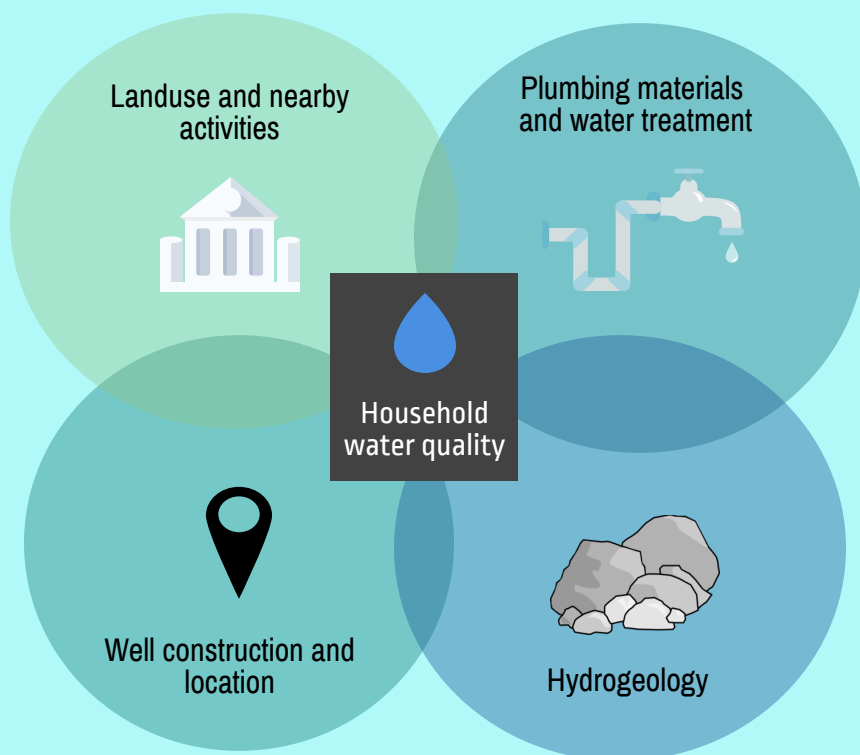 Landuse and nearby
activities
Plumbing materials
and water treatment
Household
water quality
Well construction and
location
Hydrogeology